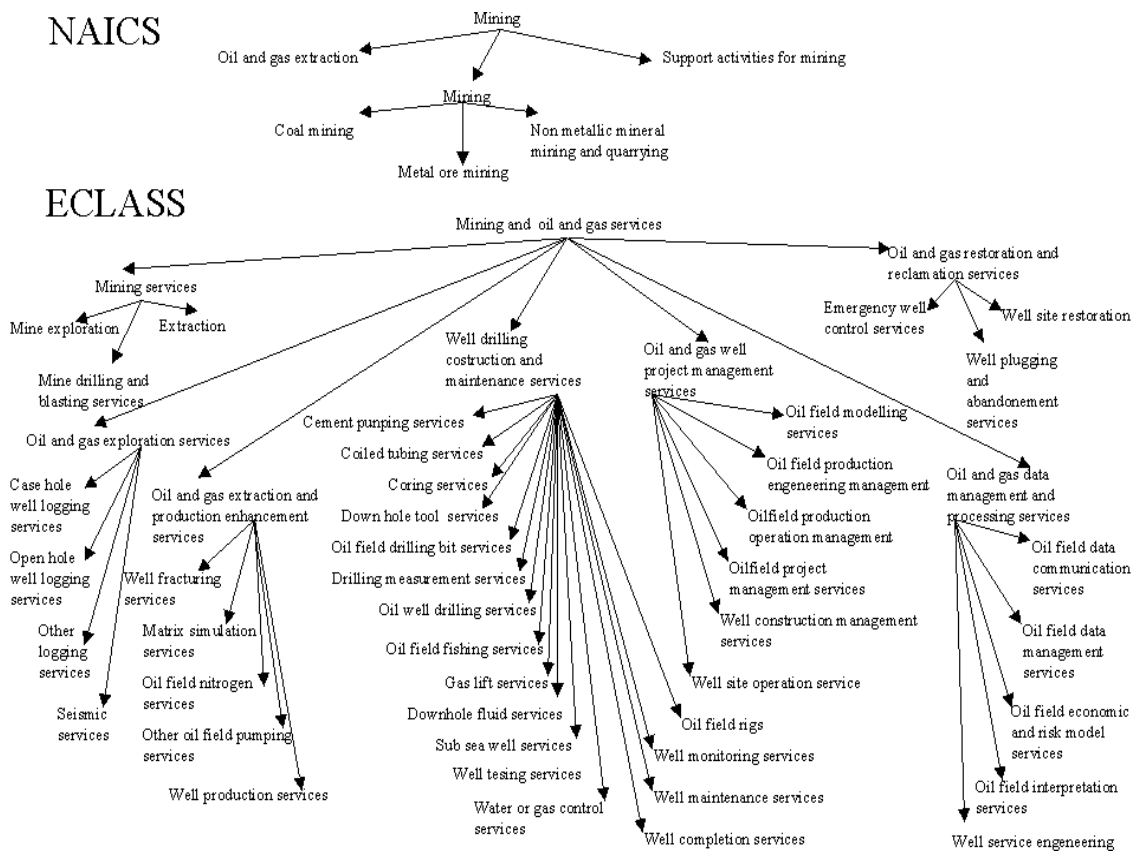 NAICS
Mining
Oil and gas extraction
Support activities for mining
Mining
Coal mining
Non metallic mineral
mining and quarrying
Metal ore mining
ECLASS
Mining and oil and gas services
Mining services
Oil and gas restoration and
reclamation services
Mine exploration
Extraction
Mine drilling and
blasting services
Emergency well
control services
Well site restoration
Well plugging
and
abandonement
services
Well drilling
costruction and
maintenance services
Oil and gas well
project management
services
Oil and gas exploration services
Case hole
well logging
services
Open hole
well logging
services
Other
logging
services
Seismic
services
Oil and gas extraction and
production enhancement
services
Well fracturing
services
Matrix simulation
services
Oil field nitrogen
services
Other oil field pumping
services
Well production services
Cement punping services
Coiled tubing services
Coring services
Down hole tool services
Oil field drilling bit services
Drilling measurement services
Oil well drilling services
Oil field fishing services
Gas lift services
Downhole fluid services
Sub sea well services
Well tesing services
Water or gas control
services
Well completion services
Well maintenance services
Well monitoring services
Oil field rigs
Oil field modelling
services
Oil field production
engeneering management
Oilfield production
operation management
Oilfield project
management services
Well construction management
services
Well site operation service
Oil and gas data
management and
processing services
Oil field data
communication
services
Oil field data
management
services
Oil field economic
and risk model
services
Oil field interpretation
services
Well service engeneering